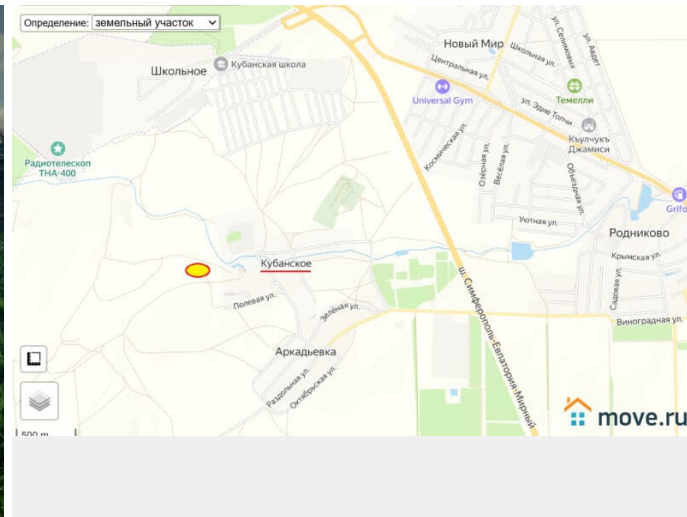 Определение: земельный участок
Новый Мир
Школьная ул.
ул. Селимовых
ул. Авдет
Школьное
Кубанская школа
Центральная ул.
Universal Gym
Темелли
ул. Эдие Топчи
Къулчукъ
Джамиси
Космическая ул.
Озёрная ул.
Весёлая ул.
Объездная ул.
Радиотелескоп
ТНА-400
Grifo
Уютная ул.
Родниково
Кубанское
Крымская ул.
Полевая ул.
Зелёная ул.
Садовая ул.
ш. Симферополь-Евпатория-Мирный
Виноградная ул.
Аркадьевка
Раздольная ул.
Октябрьская ул.
500 m
move.ru